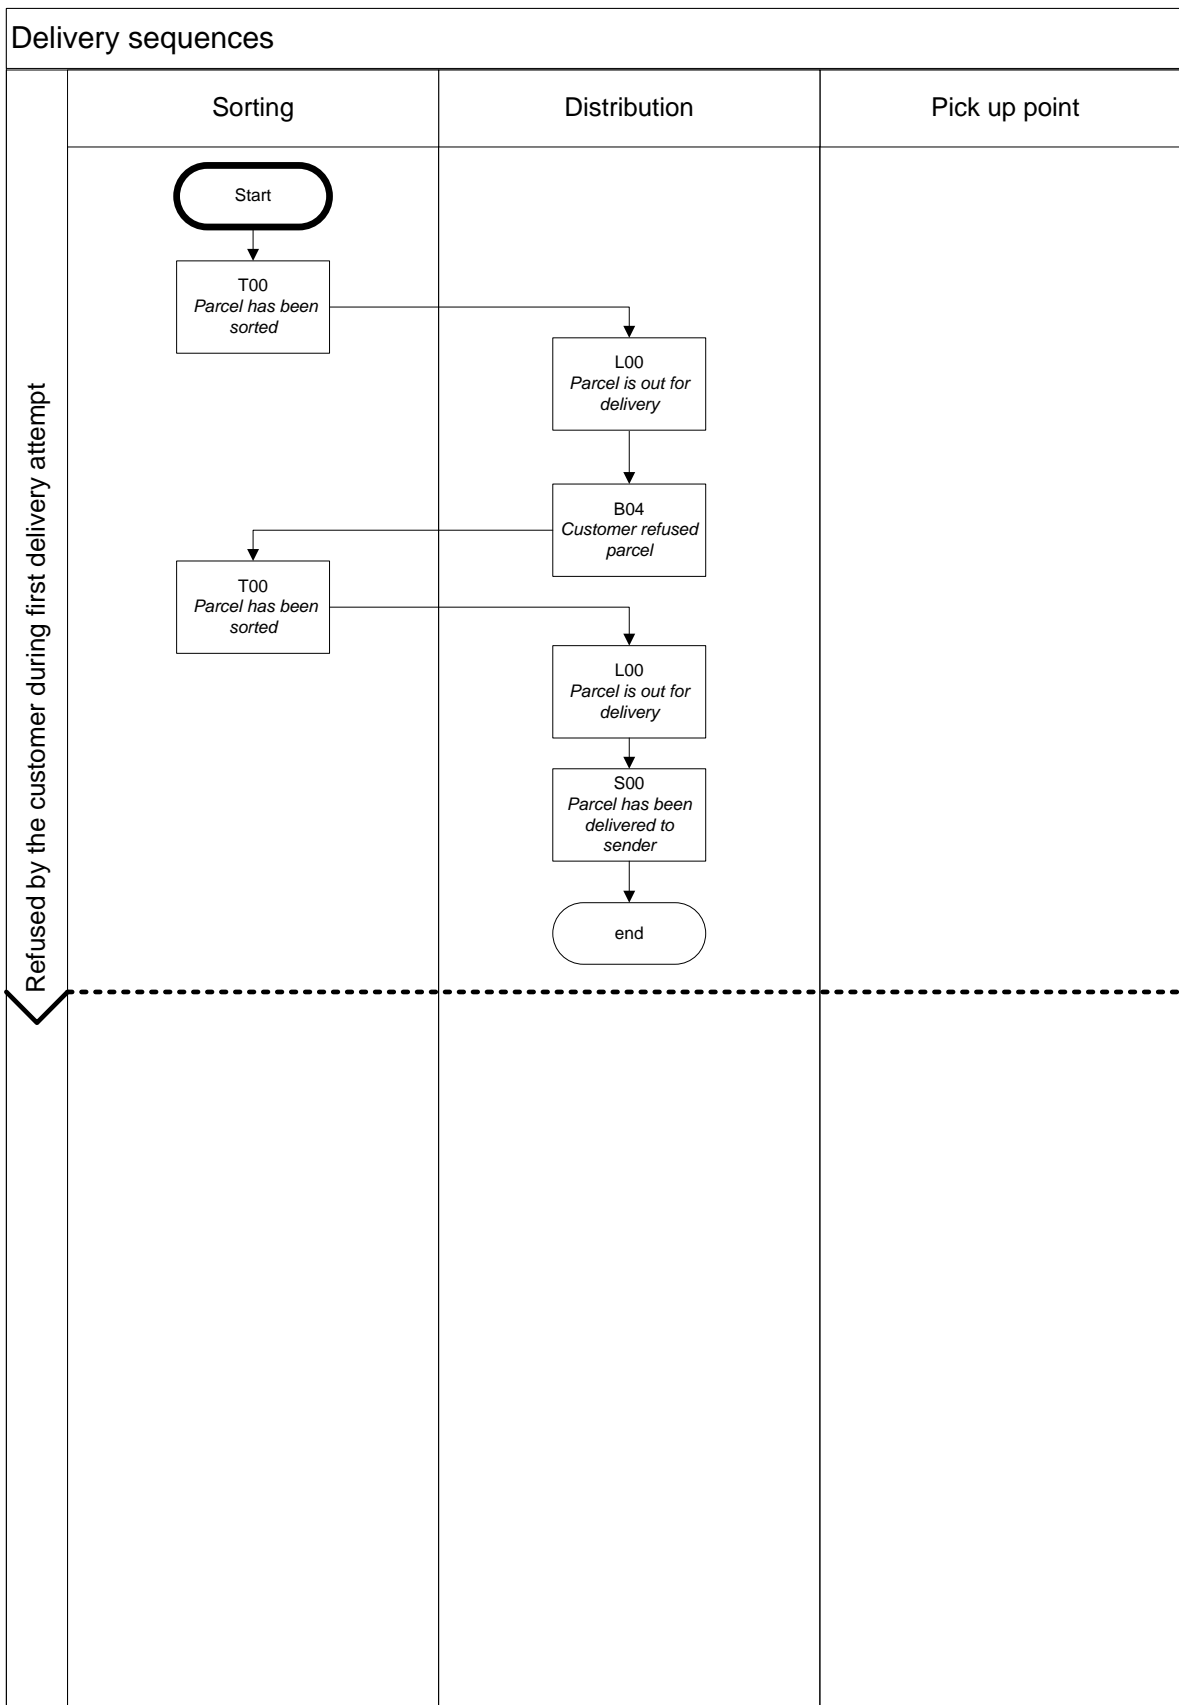 Delivery sequences
Sorting
Distribution
Pick up point
Refused by the customer during first delivery attempt
Start
T00
Parcel has been
sorted
L00
Parcel is out for
delivery
B04
Customer refused
parcel
T00
Parcel has been
sorted
L00
Parcel is out for
delivery
S00
Parcel has been
delivered to
sender
end